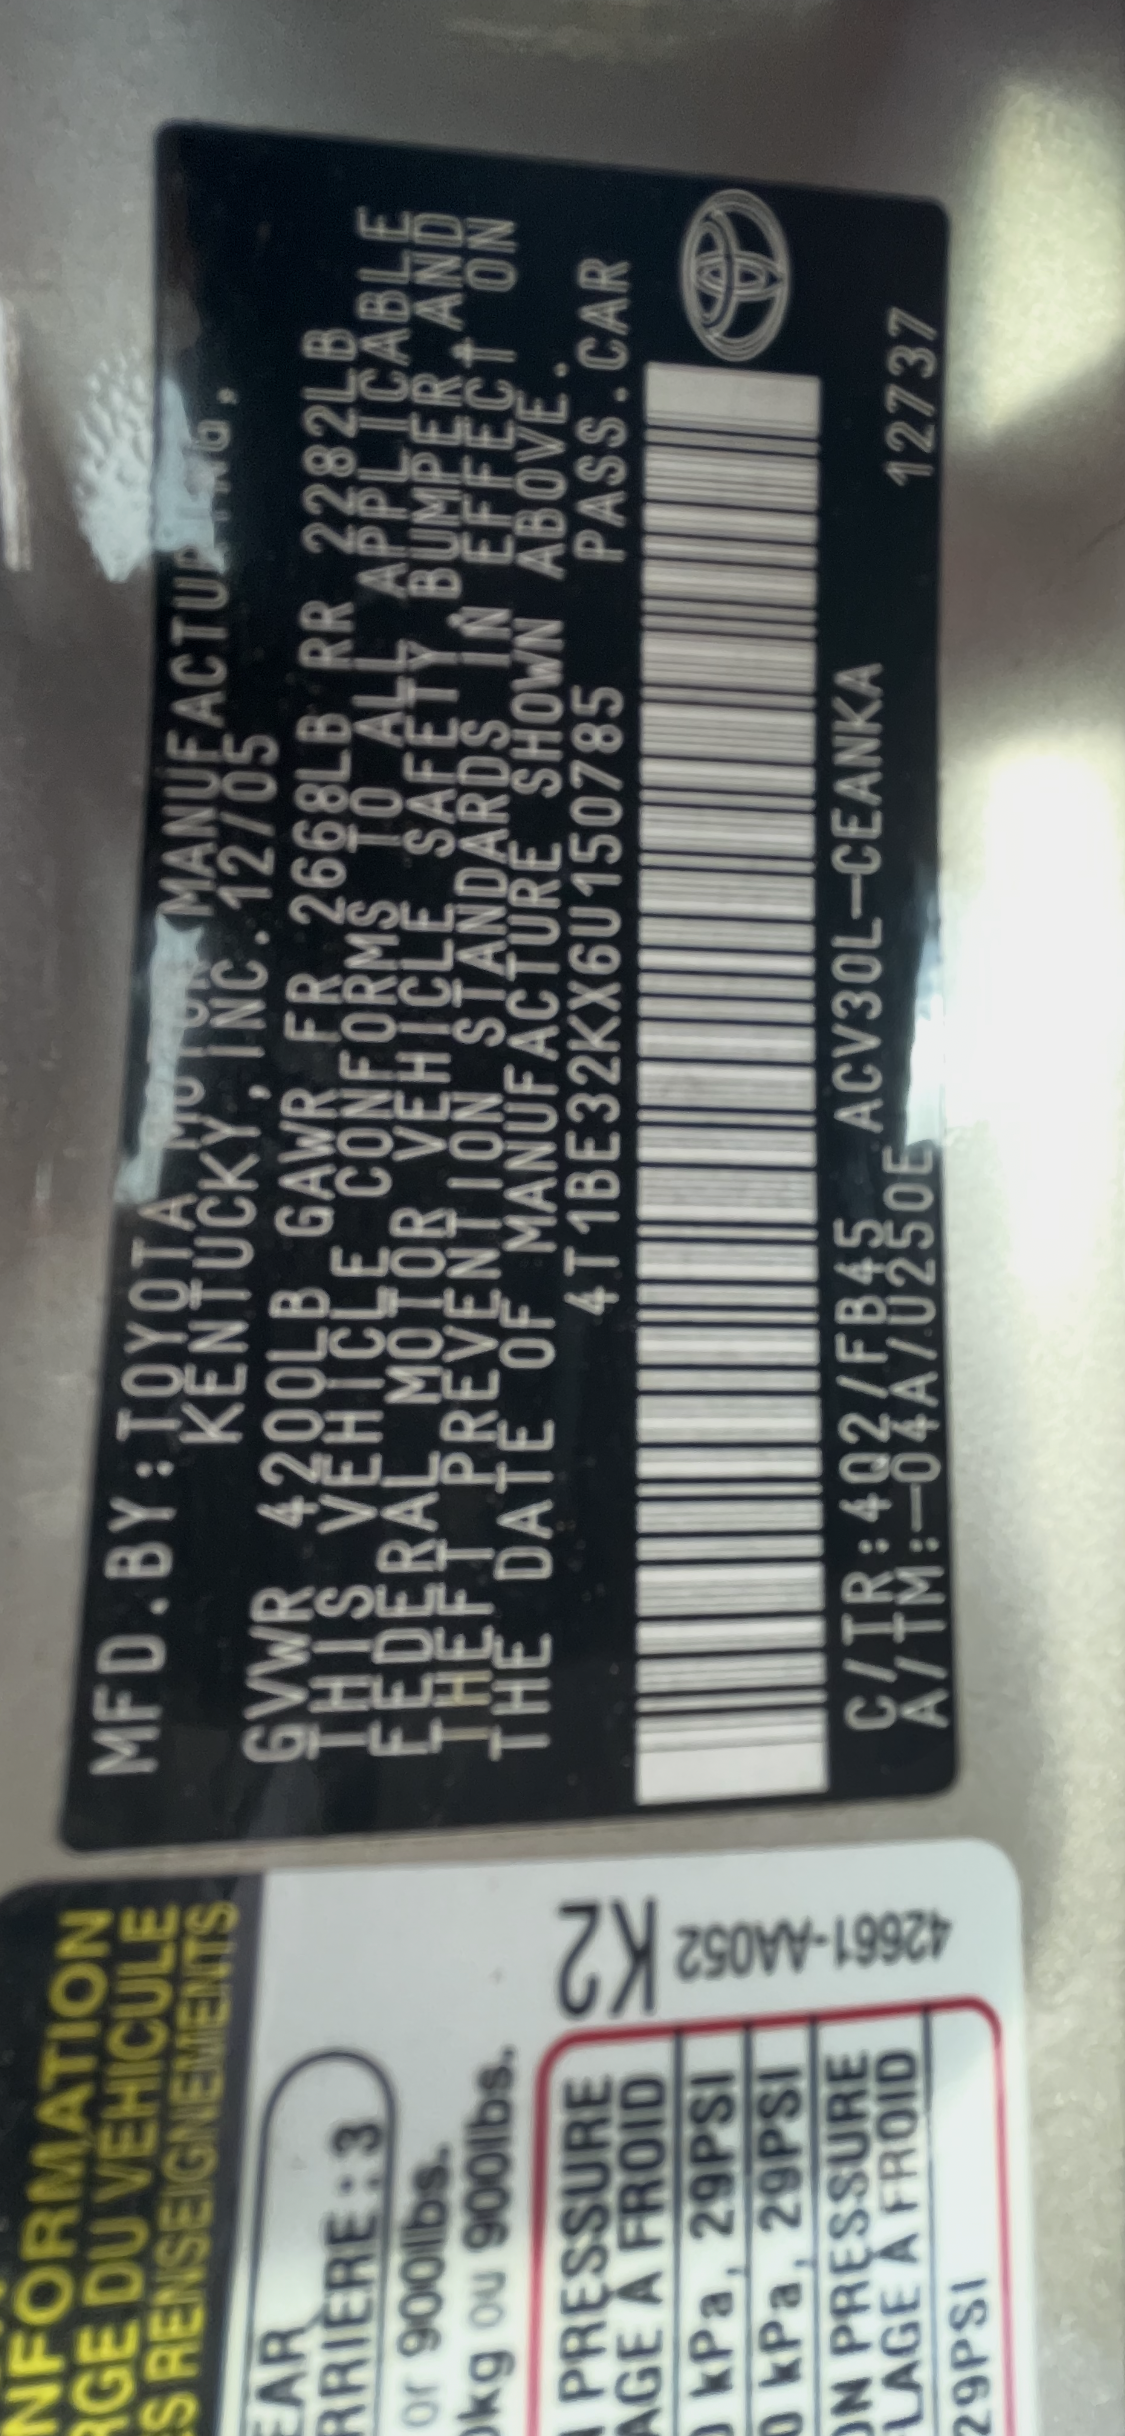 MFD.BY:TOYOTA MOTOR MANUFACTURING,
KENTUCKY,INC.12/05
GVWR 4200LB GAWR FR 2668LB RR 2282LB
THIS VEHICLE CONFORMS TO ALL APPLICABLE
FEDERAL MOTOR VEHICLE SAFETY,BUMPER,AND
THEFT PREVENTION STANDARDS IN EFFECT ON
THE DATE OF MANUFACTURE SHOWN ABOVE.
4T1BE32KX6U150785 PASS.CAR
C/TR:4Q2/FB45 ACV30L-CEANKA
A/TM:-04A/U250E 12737
INFORMATION
RGE DU VEHICULE
RENSEIGNEMENTS
EAR
RRIERE:3
or 900lbs.
kg ou 900lbs.
K2
42661-AA052
PRESSURE
AGE A FROID
kPa, 29PSI
kPa, 29PSI
ON PRESSURE
LAGE A FROID
29PSI